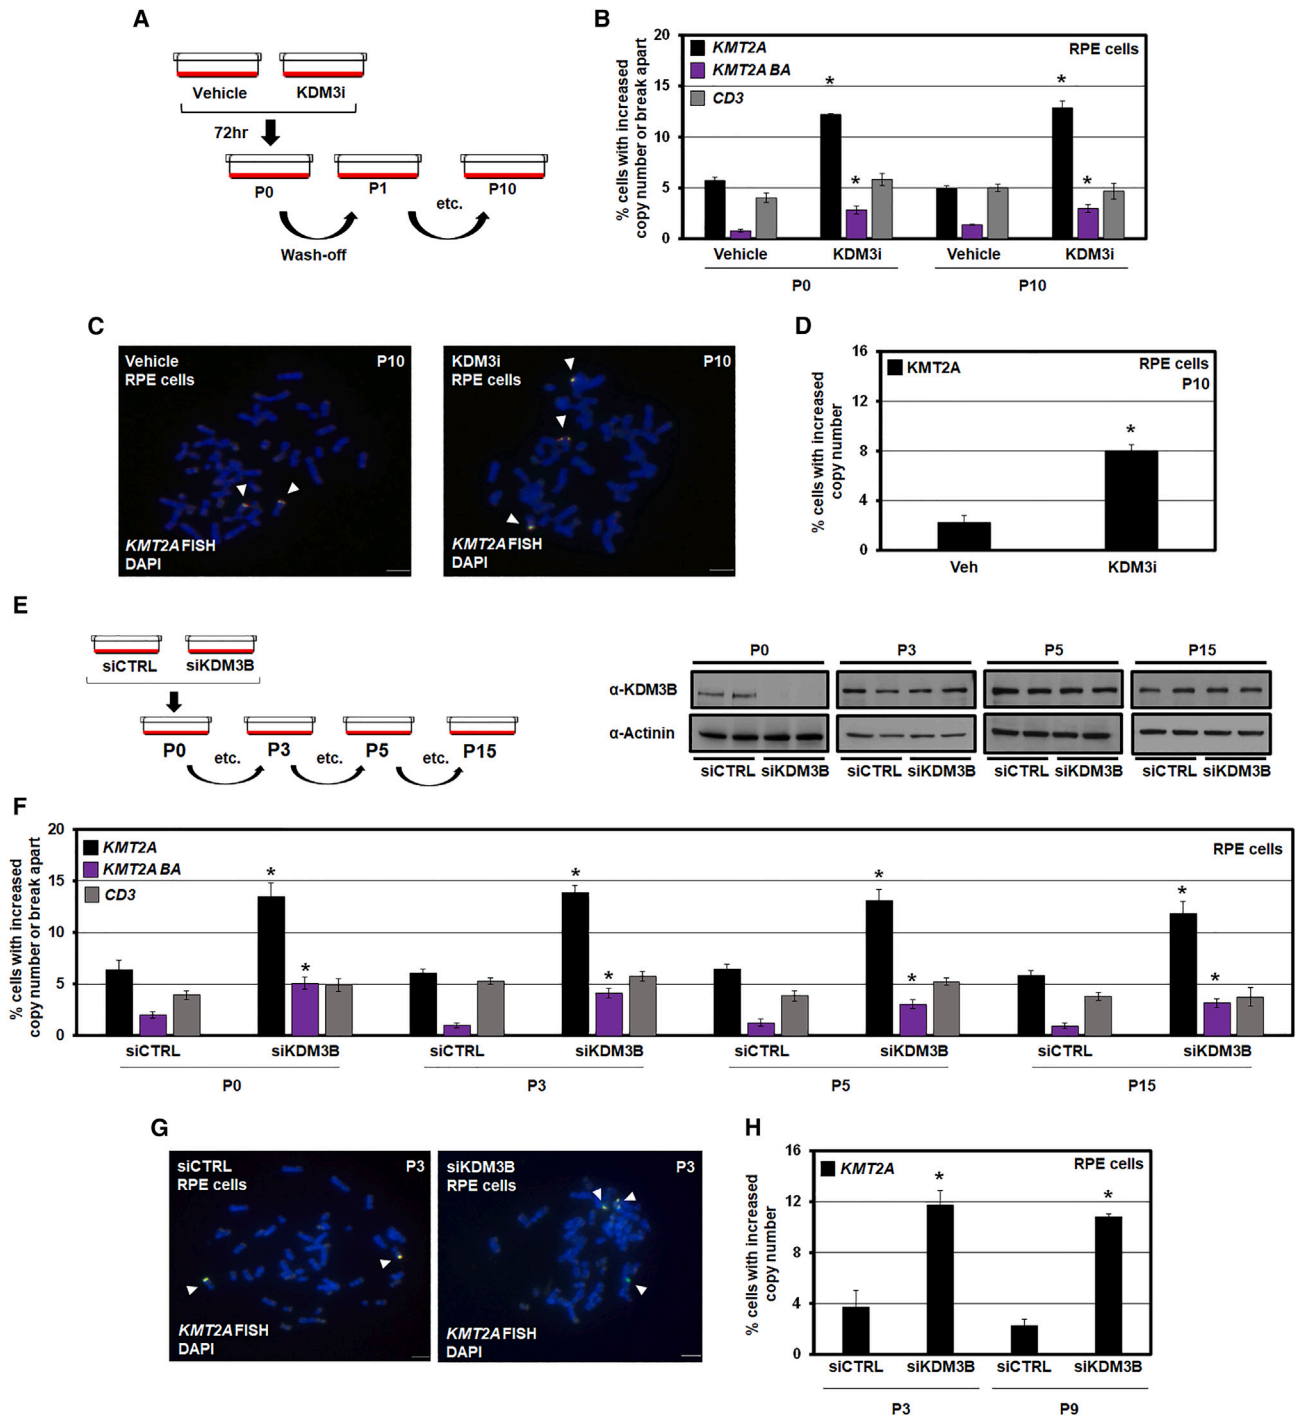 A
Vehicle KDM3i
72hr
P0 P1 P10
etc.
Wash-off
B
% cells with increased
copy number or break apart
20
15
10
5
0
KMT2A
KMT2A BA
CD3
RPE cells
* * * *
Vehicle KDM3i Vehicle KDM3i
P0 P10
C
Vehicle P10
RPE cells
KMT2A FISH
DAPI
KDM3i P10
RPE cells
KMT2A FISH
DAPI
D
% cells with increased
copy number
16
12
8
4
0
KMT2A
RPE cells
P10
*
Veh KDM3i
E
siCTRL siKDM3B
P0 P3 P5 P15
etc. etc. etc.
P0 P3 P5 P15
α-KDM3B
α-Actinin
siCTRL siKDM3B siCTRL siKDM3B siCTRL siKDM3B siCTRL siKDM3B
F
% cells with increased
copy number or break apart
20
15
10
5
0
KMT2A
KMT2A BA
CD3
RPE cells
* * * * * * * *
siCTRL siKDM3B siCTRL siKDM3B siCTRL siKDM3B siCTRL siKDM3B
P0 P3 P5 P15
G
siCTRL P3
RPE cells
KMT2A FISH
DAPI
siKDM3B P3
RPE cells
KMT2A FISH
DAPI
H
% cells with increased
copy number
16
12
8
4
0
KMT2A
RPE cells
* *
siCTRL siKDM3B siCTRL siKDM3B
P3 P9